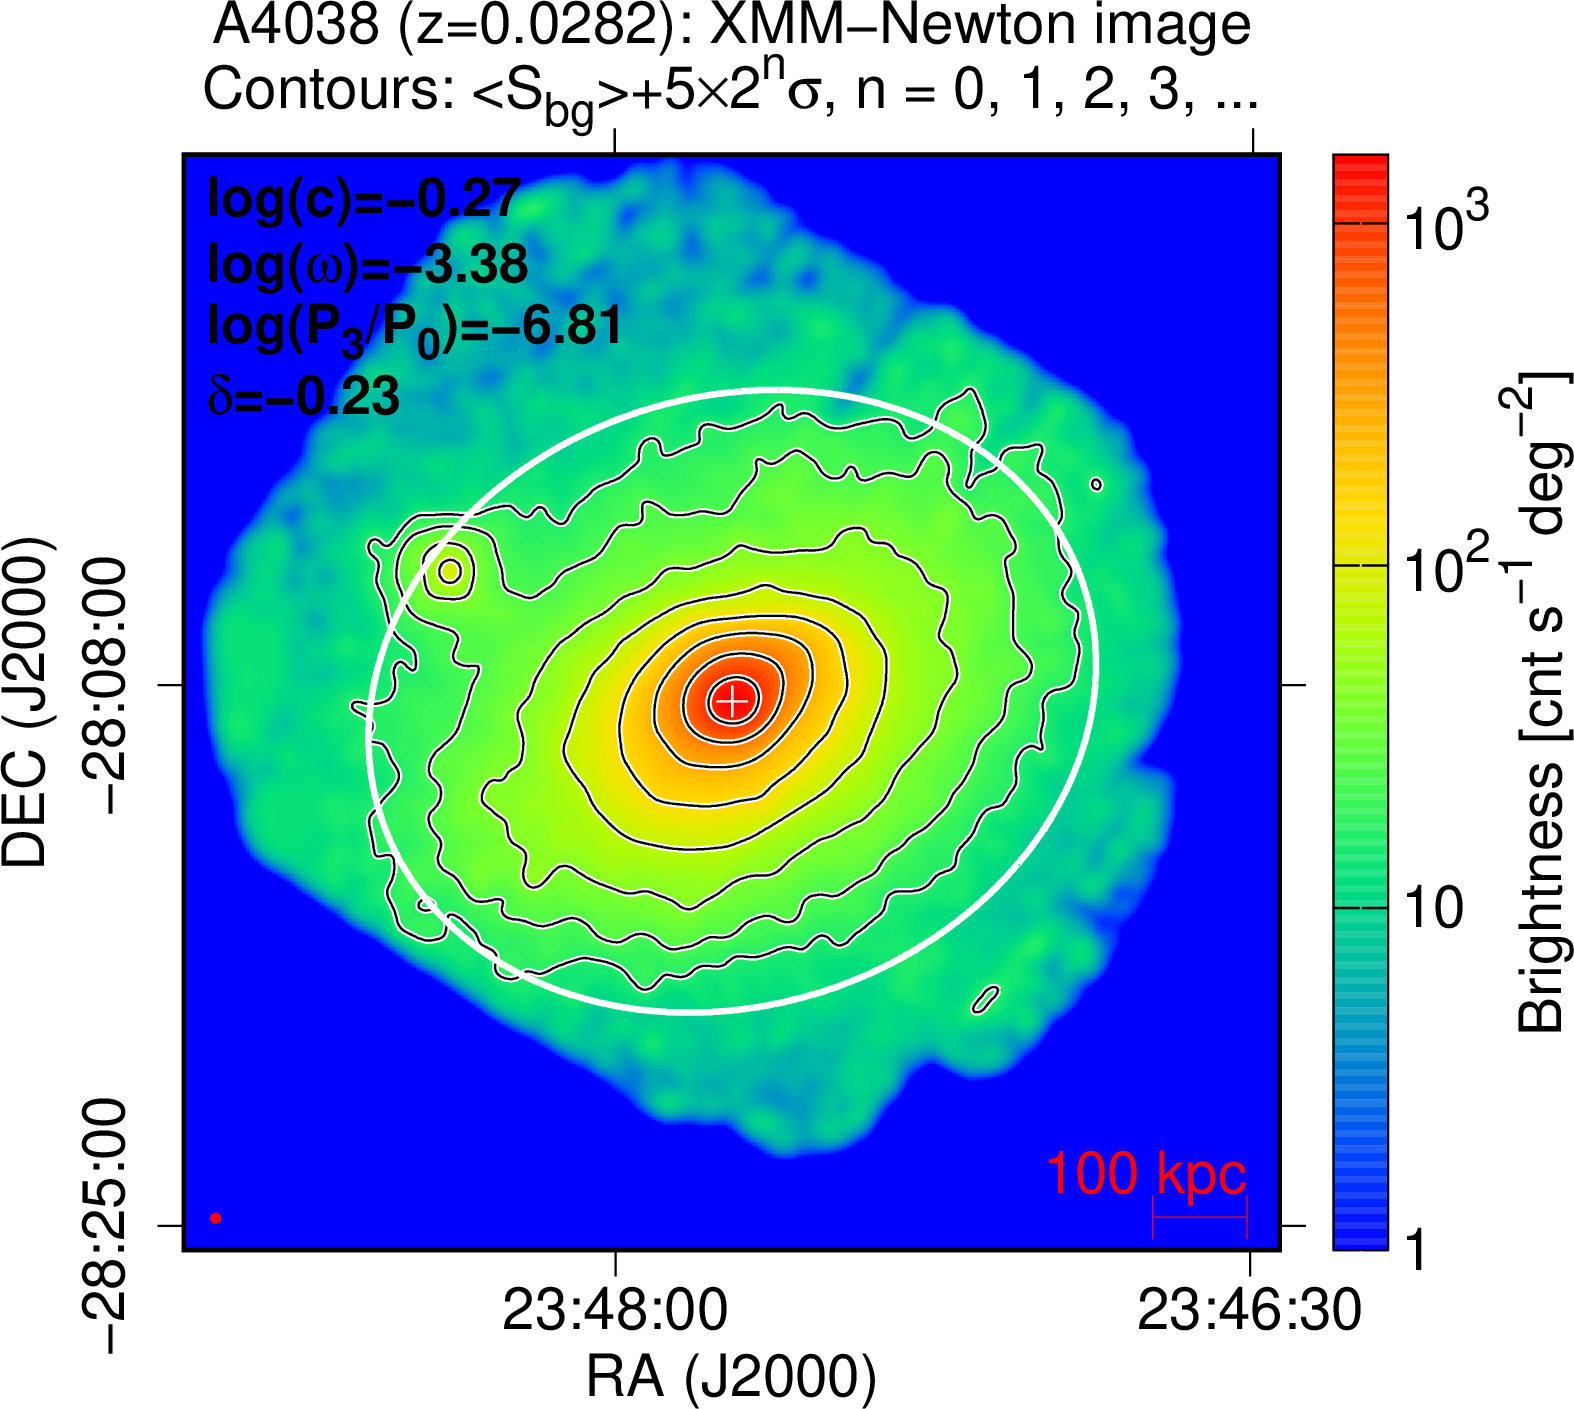 A4038 (z=0.0282): XMM−Newton image
Contours: <S_bg>+5×2^nσ, n = 0, 1, 2, 3, ...
log(c)=−0.27
log(ω)=−3.38
log(P_3/P_0)=−6.81
δ=−0.23
DEC (J2000)
−28:08:00
−28:25:00
100 kpc
23:48:00
23:46:30
RA (J2000)
10^3
10^2
10
1
Brightness [cnt s^−1 deg^−2]